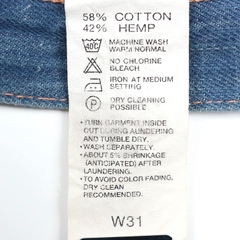 58% COTTON
42% HEMP
40C
MACHINE WASH
WARM NORMAL
NO CHLORINE
BLEACH
IRON AT MEDIUM
SETTING
P
DRY CLEANING
POSSIBLE
• TURN GARMENT INSIDE
OUT DURING LAUNDERING
AND TUMBLE DRY.
• WASH SEPARATELY.
• ABOUT 5% SHRINKAGE
(ANTICIPATED) AFTER
LAUNDERING.
• TO AVOID COLOR FADING,
DRY CLEAN
RECOMMENDED.
W31